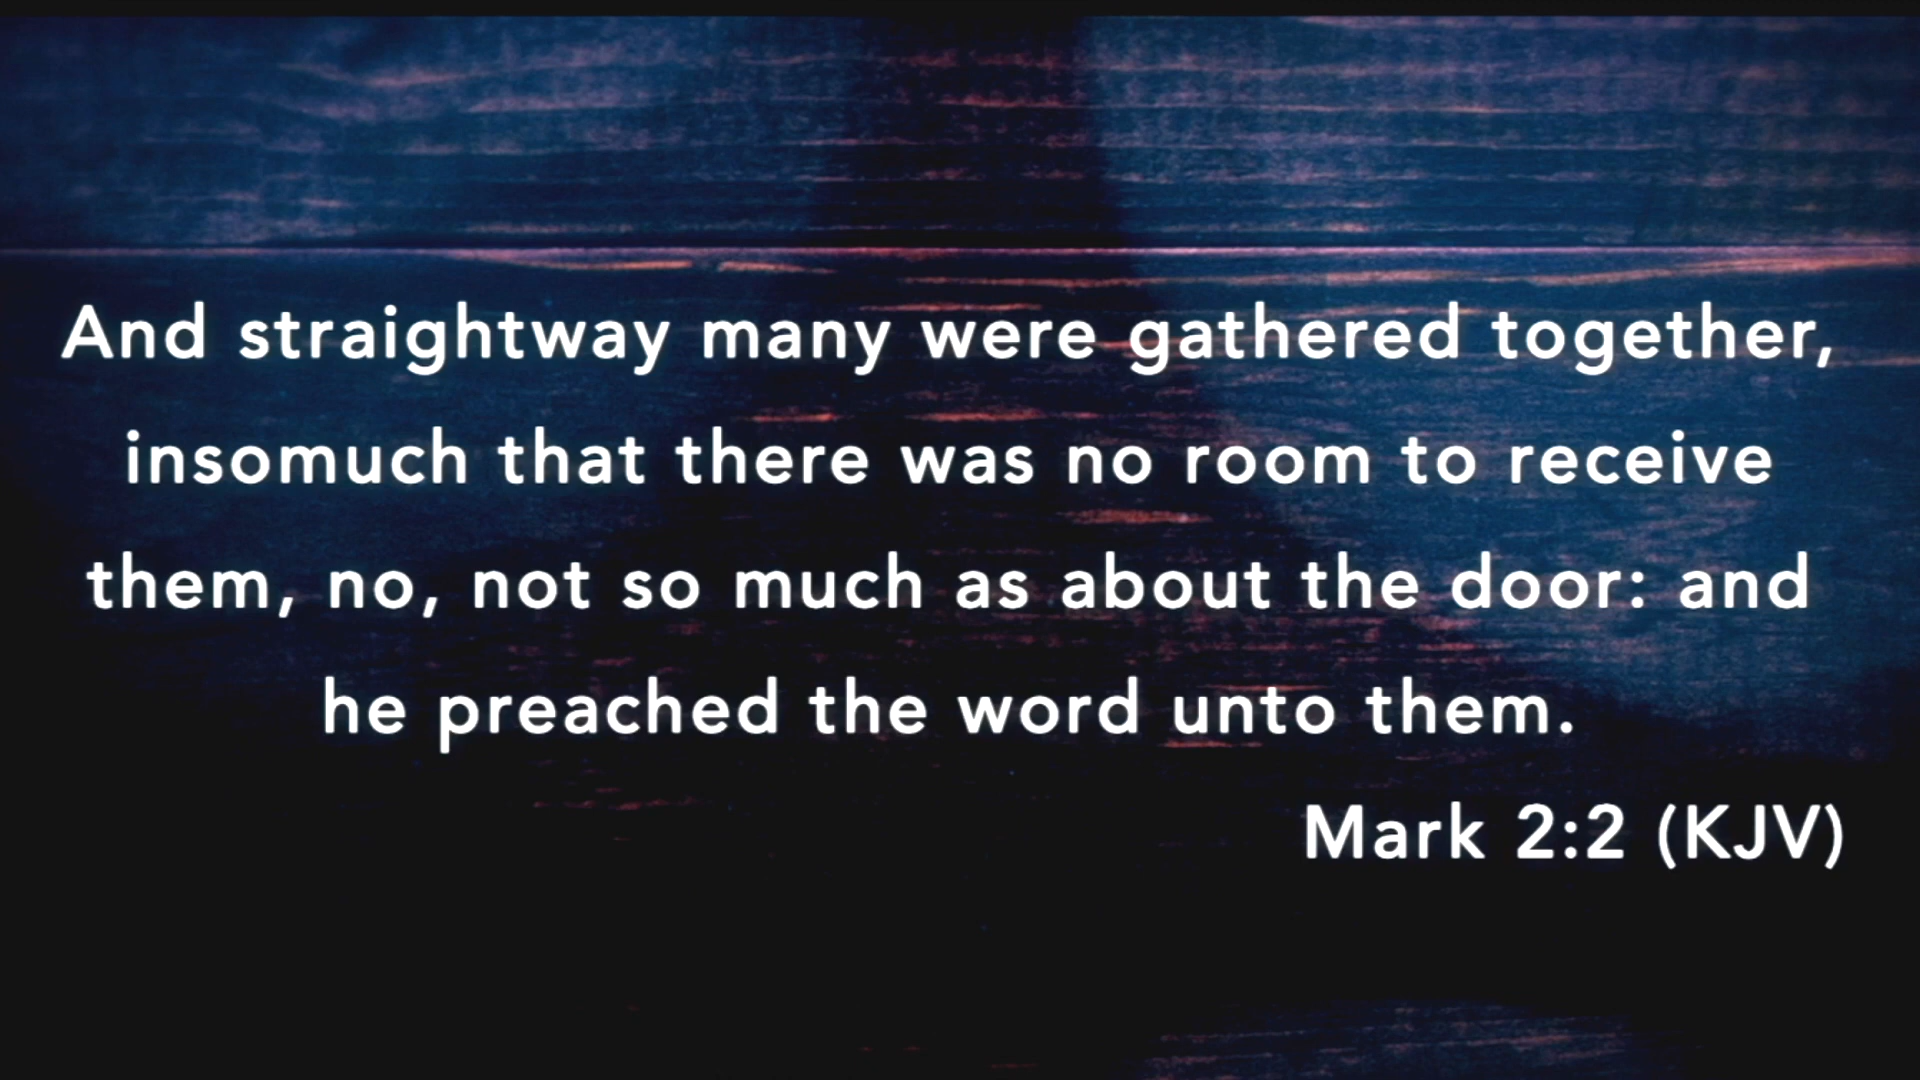 And straightway many were gathered together,
insomuch that there was no room to receive
them, no, not so much as about the door: and
he preached the word unto them.
Mark 2:2 (KJV)